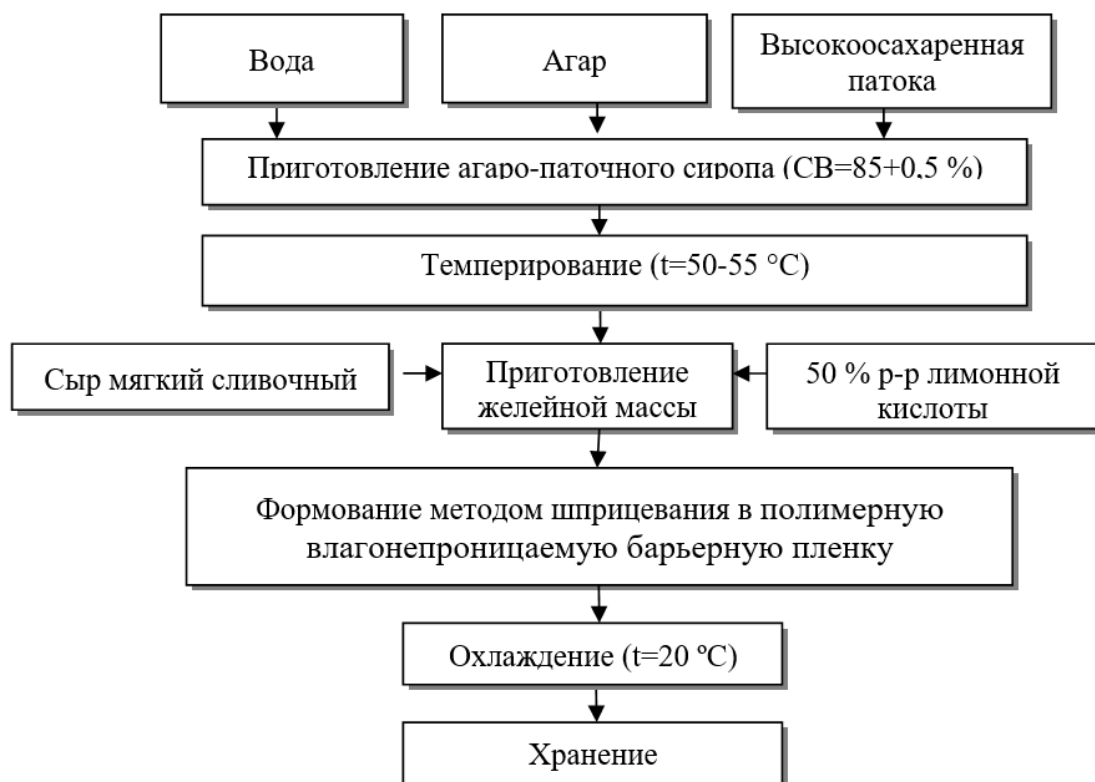 Вода
Агар
Высокоосахаренная
патока
Приготовление агаро-паточного сиропа (СВ=85+0,5 %)
Темперирование (t=50-55 °С)
Сыр мягкий сливочный
Приготовление
желейной массы
50 % р-р лимонной
кислоты
Формование методом шприцевания в полимерную
влагонепроницаемую барьерную пленку
Охлаждение (t=20 ºС)
Хранение